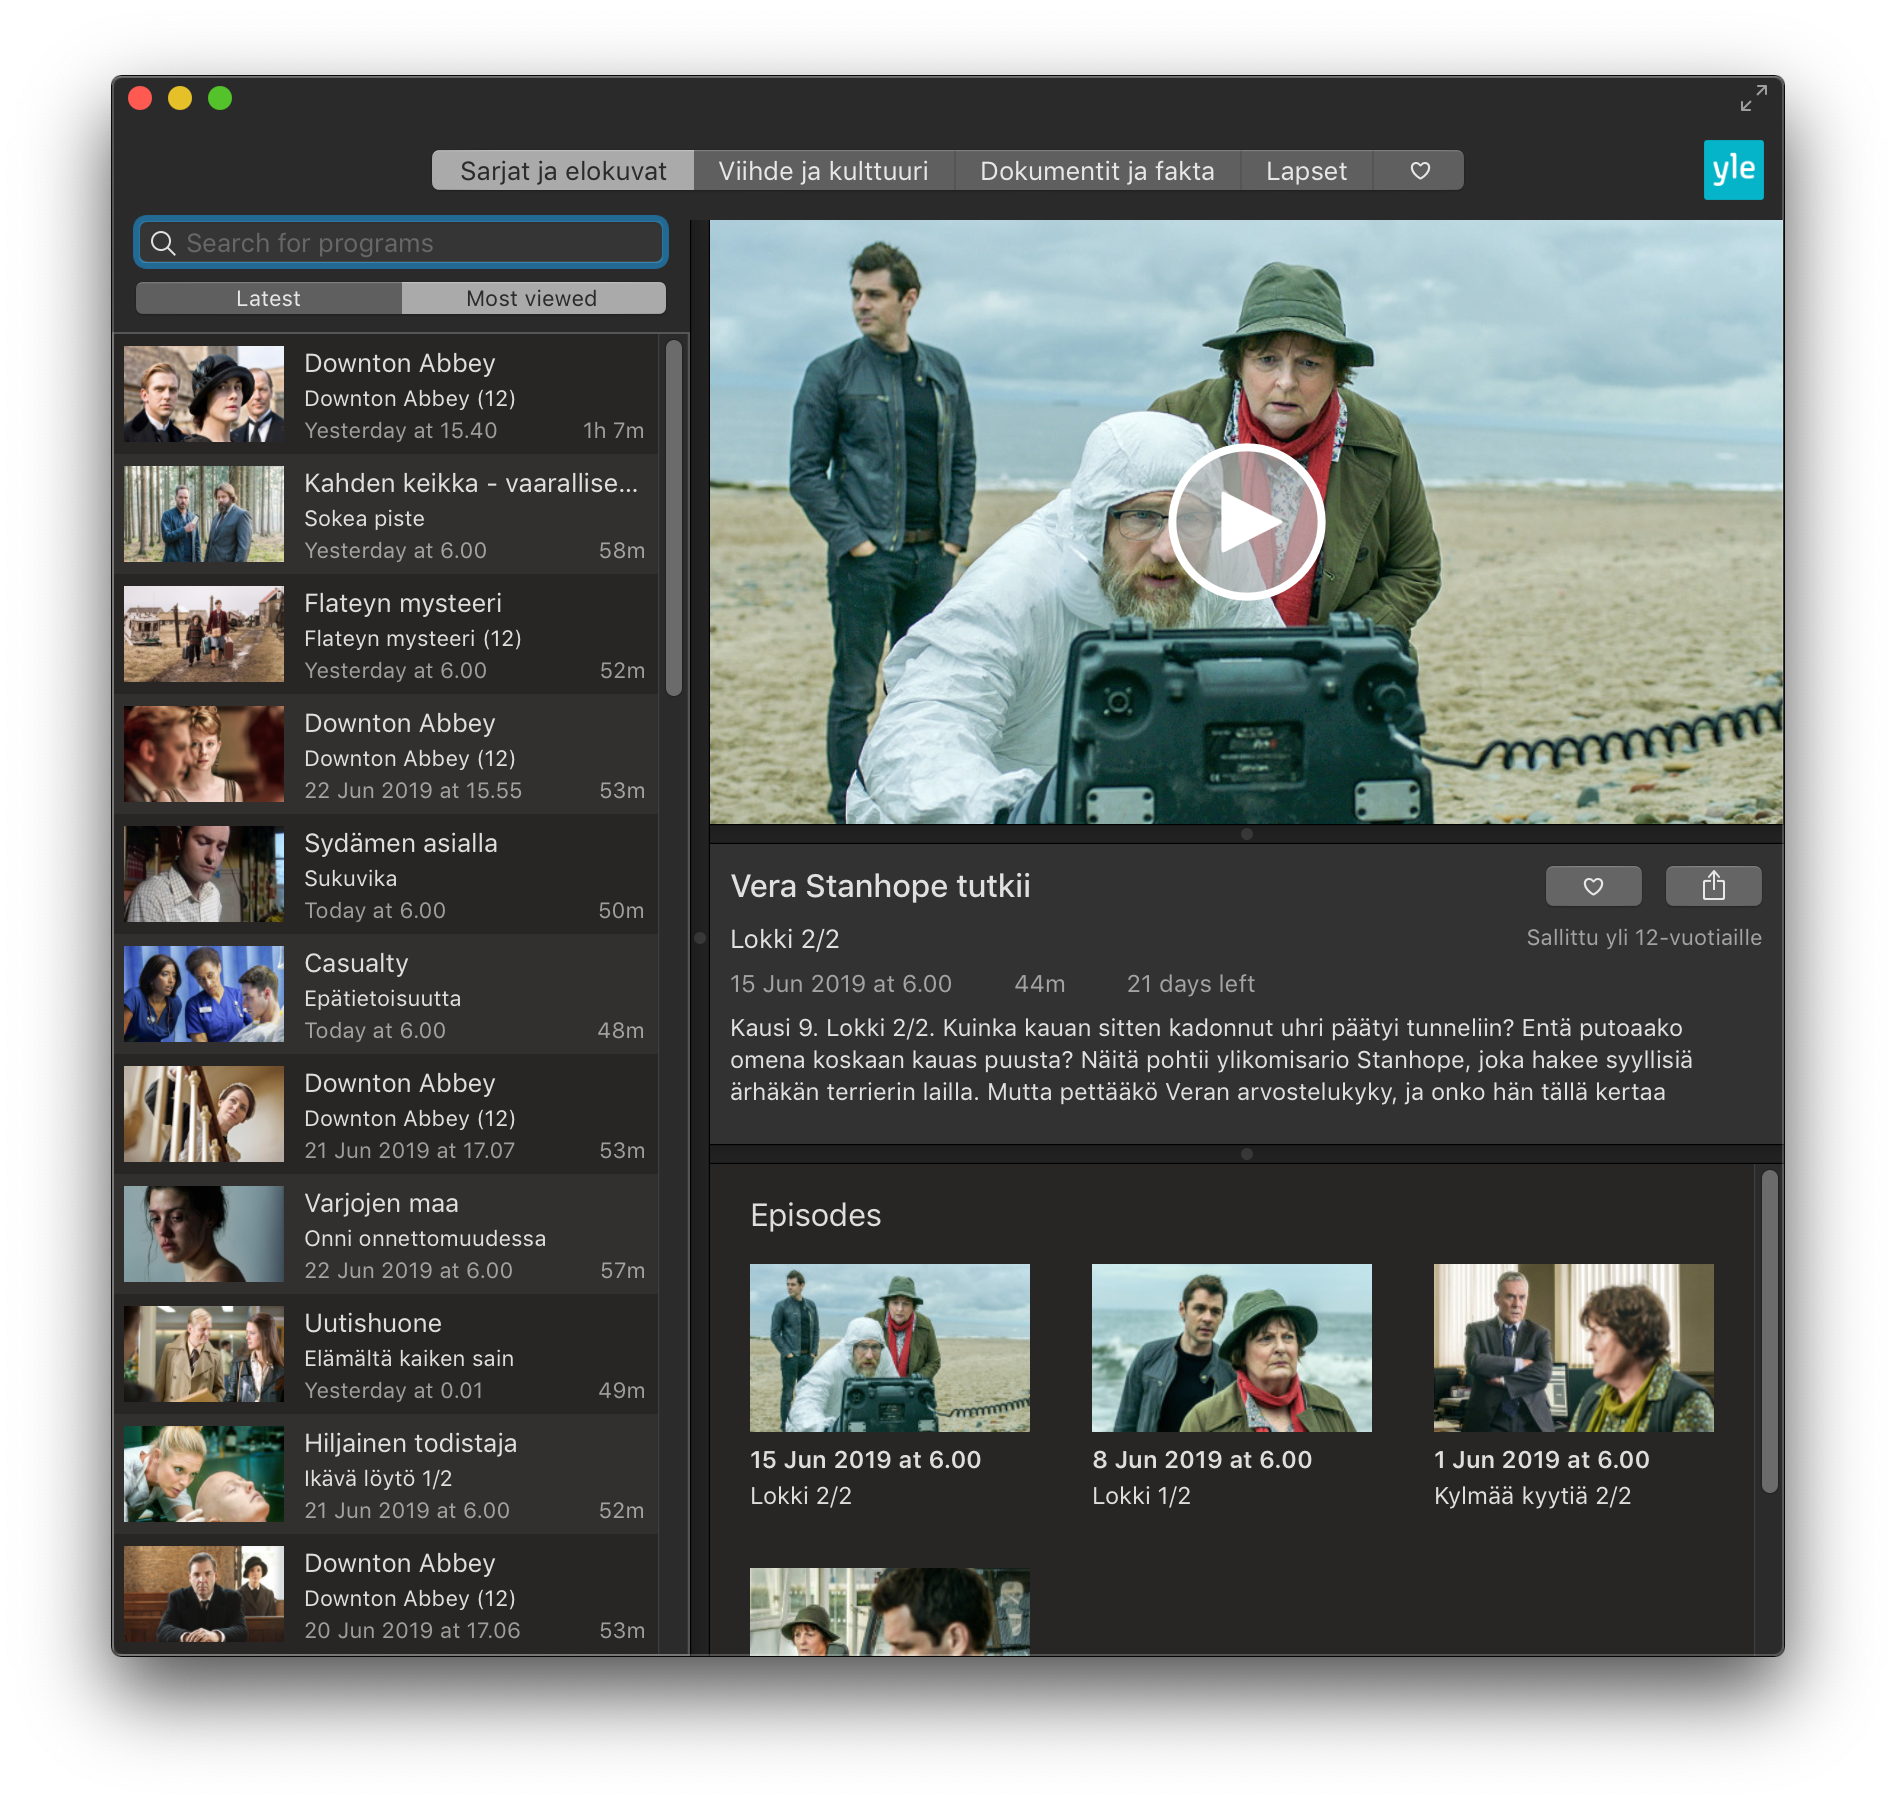 Sarjat ja elokuvat
Viihde ja kulttuuri
Dokumentit ja fakta
Lapset
yle
Search for programs
Latest
Most viewed
Downton Abbey
Downton Abbey (12)
Yesterday at 15.40 1h 7m
Kahden keikka - vaarallise...
Sokea piste
Yesterday at 6.00 58m
Flateyn mysteeri
Flateyn mysteeri (12)
Yesterday at 6.00 52m
Downton Abbey
Downton Abbey (12)
22 Jun 2019 at 15.55 53m
Sydämen asialla
Sukuvika
Today at 6.00 50m
Casualty
Epätietoisuutta
Today at 6.00 48m
Downton Abbey
Downton Abbey (12)
21 Jun 2019 at 17.07 53m
Varjojen maa
Onni onnettomuudessa
22 Jun 2019 at 6.00 57m
Uutishuone
Elämältä kaiken sain
Yesterday at 0.01 49m
Hiljainen todistaja
Ikävä löytö 1/2
21 Jun 2019 at 6.00 52m
Downton Abbey
Downton Abbey (12)
20 Jun 2019 at 17.06 53m
Vera Stanhope tutkii
Lokki 2/2
Sallittu yli 12-vuotiaille
15 Jun 2019 at 6.00 44m 21 days left
Kausi 9. Lokki 2/2. Kuinka kauan sitten kadonnut uhri päätyi tunneliin? Entä putoaako
omena koskaan kauas puusta? Näitä pohtii ylikomisario Stanhope, joka hakee syyllisiä
ärhäkän terrierin lailla. Mutta pettääkö Veran arvostelukyky, ja onko hän tällä kertaa
Episodes
15 Jun 2019 at 6.00
Lokki 2/2
8 Jun 2019 at 6.00
Lokki 1/2
1 Jun 2019 at 6.00
Kylmää kyytiä 2/2